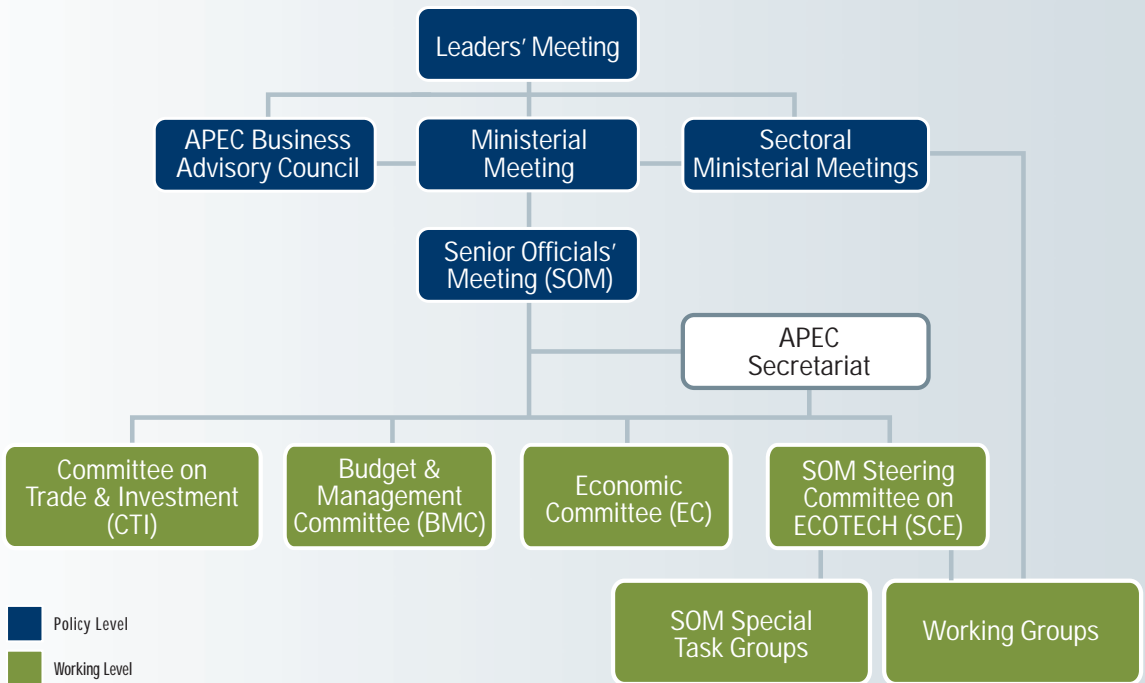 Leaders' Meeting
APEC Business
Advisory Council
Ministerial
Meeting
Sectoral
Ministerial Meetings
Senior Officials'
Meeting (SOM)
APEC
Secretariat
Committee on
Trade & Investment
(CTI)
Budget &
Management
Committee (BMC)
Economic
Committee (EC)
SOM Steering
Committee on
ECOTECH (SCE)
SOM Special
Task Groups
Working Groups
Policy Level
Working Level